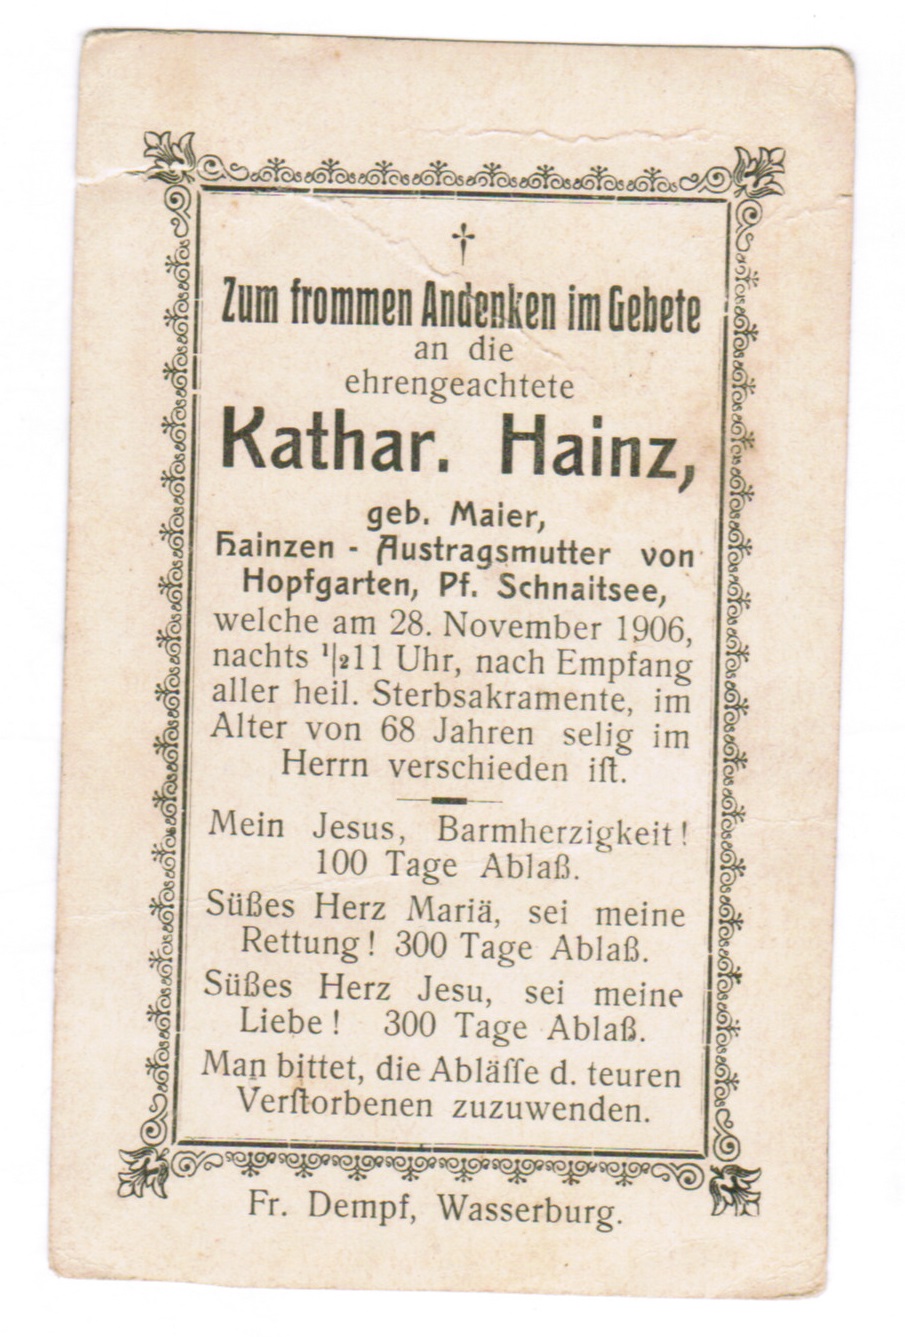 †
Zum frommen Andenken im Gebete
an die
ehrengeachtete
Kathar. Hainz,
geb. Maier,
Hainzen - Austragsmutter von
Hopfgarten, Pf. Schnaitsee,
welche am 28. November 1906,
nachts ½11 Uhr, nach Empfang
aller heil. Sterbsakramente, im
Alter von 68 Jahren selig im
Herrn verschieden iſt.
Mein Jesus, Barmherzigkeit!
100 Tage Ablaß.
Süßes Herz Mariä, sei meine
Rettung! 300 Tage Ablaß.
Süßes Herz Jesu, sei meine
Liebe! 300 Tage Ablaß.
Man bittet, die Abläſſe d. teuren
Verſtorbenen zuzuwenden.
Fr. Dempf, Wasserburg.